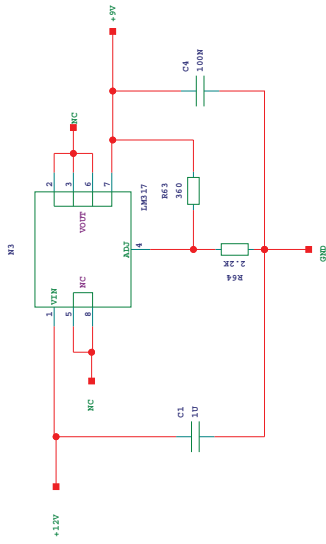 +9V
C4
100N
NC
2
3
6
7
VOUT
LM317
R63
360
N3
ADJ
4
2.2K
R64
GND
VIN
1
NC
5
8
NC
C1
1U
+12V